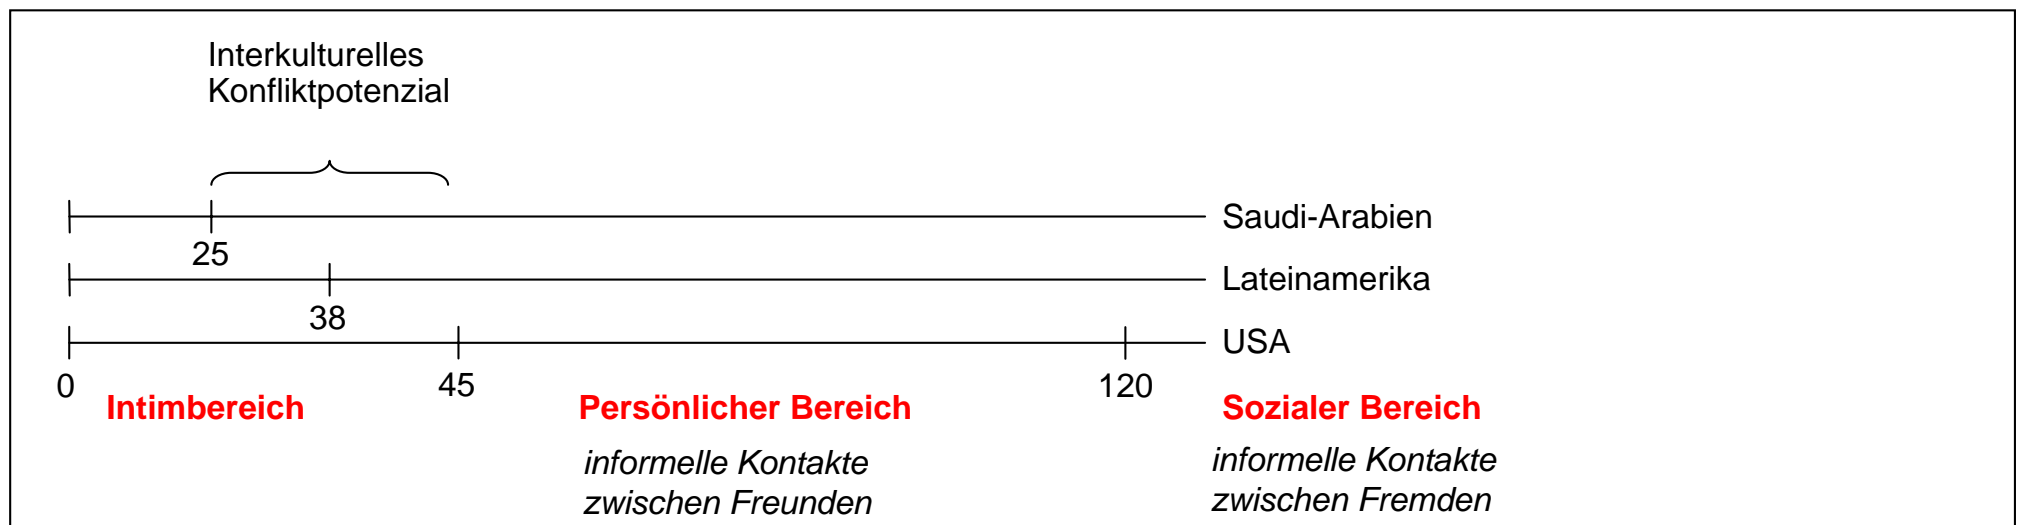 Interkulturelles
Konfliktpotenzial
Saudi-Arabien
25
Lateinamerika
38
USA
0
45
120
Intimbereich
Persönlicher Bereich
Sozialer Bereich
informelle Kontakte
zwischen Freunden
informelle Kontakte
zwischen Fremden